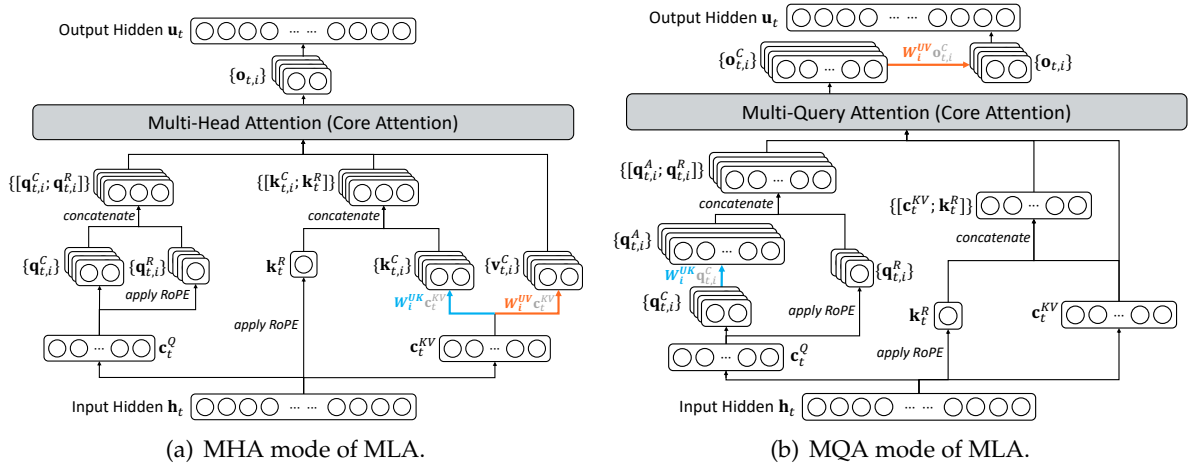 Output Hidden u_t
{o_{t,i}}
Multi-Head Attention (Core Attention)
{[q^C_{t,i}; q^R_{t,i}]}
{[k^C_{t,i}; k^R_t]}
concatenate
concatenate
{q^C_{t,i}}
{q^R_{t,i}}
k^R_t
{k^C_{t,i}}
{v^C_{t,i}}
apply RoPE
W^{UK}_i c^{KV}_t
W^{UV}_i c^{KV}_t
apply RoPE
c^Q_t
c^{KV}_t
Input Hidden h_t
(a) MHA mode of MLA.
Output Hidden u_t
{o^C_{t,i}}
W^{UV}_i o^C_{t,i}
{o_{t,i}}
Multi-Query Attention (Core Attention)
{[q^A_{t,i}; q^R_{t,i}]}
concatenate
{[c^{KV}_t; k^R_t]}
concatenate
{q^A_{t,i}}
W^{UK}_i q^C_{t,i}
{q^R_{t,i}}
{q^C_{t,i}}
apply RoPE
k^R_t
c^{KV}_t
c^Q_t
apply RoPE
Input Hidden h_t
(b) MQA mode of MLA.